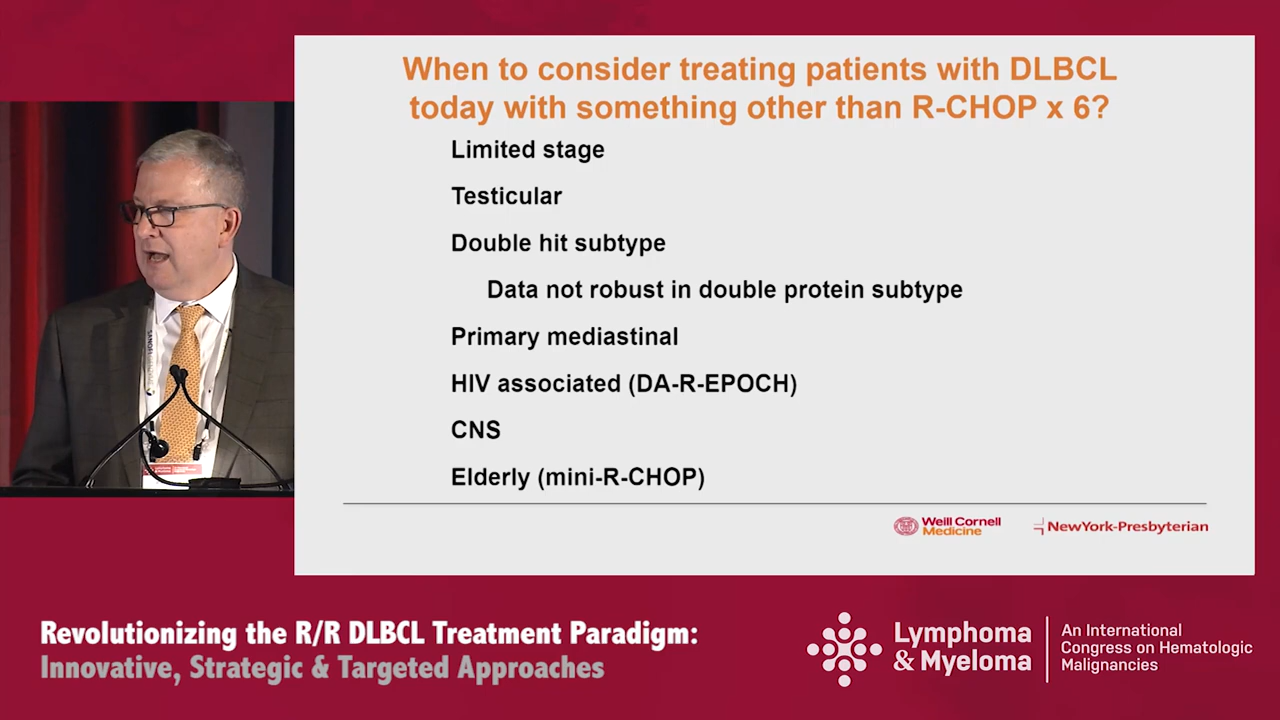 When to consider treating patients with DLBCL
today with something other than R-CHOP x 6?
Limited stage
Testicular
Double hit subtype
Data not robust in double protein subtype
Primary mediastinal
HIV associated (DA-R-EPOCH)
CNS
Elderly (mini-R-CHOP)
Weill Cornell
Medicine
NewYork-Presbyterian
Revolutionizing the R/R DLBCL Treatment Paradigm:
Innovative, Strategic & Targeted Approaches
Lymphoma
& Myeloma
An International
Congress on Hematologic
Malignancies